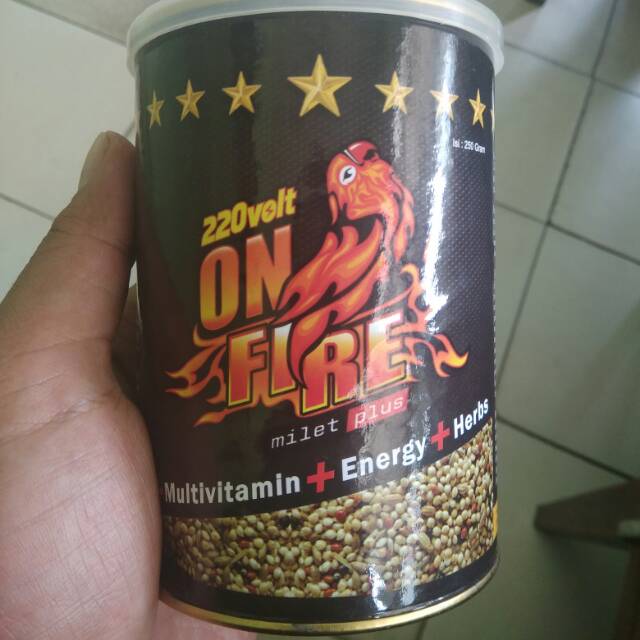 Isi : 250 Gram
220volt
ON
FIRE
milet plus
Multivitamin + Energy + Herbs